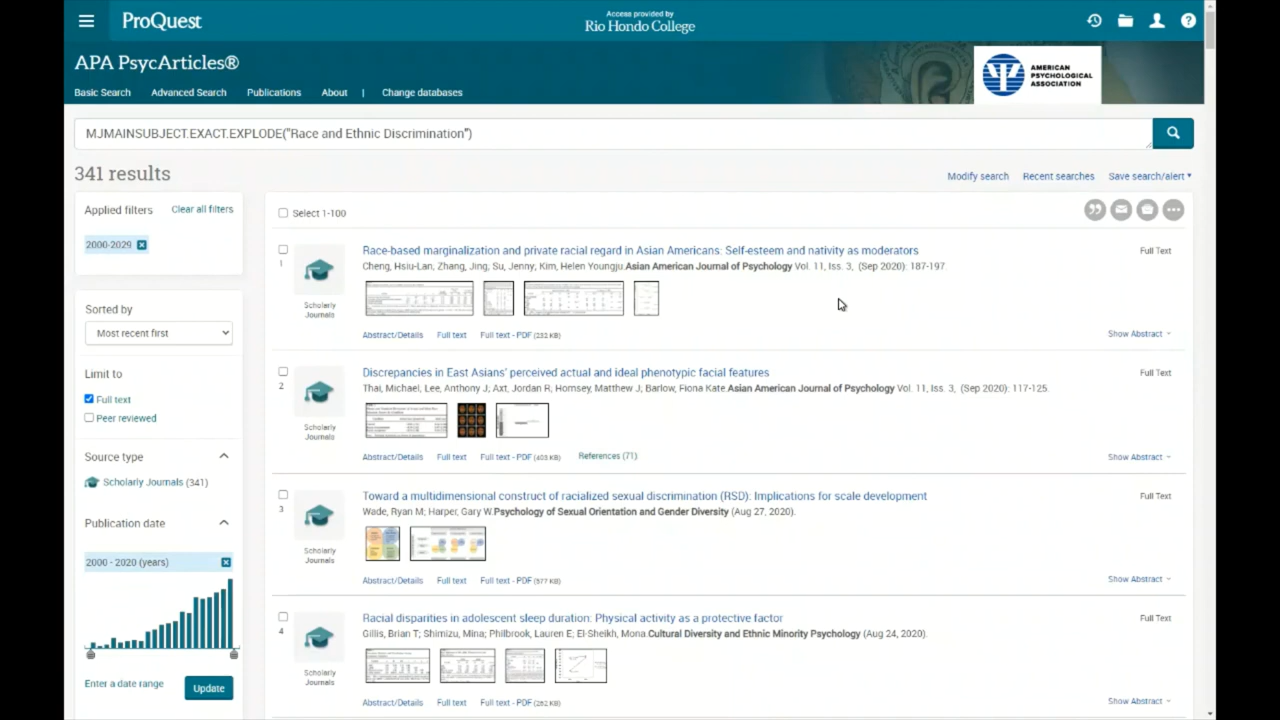 ProQuest
Access provided by
Rio Hondo College
APA PsycArticles®
AMERICAN
PSYCHOLOGICAL
ASSOCIATION
Basic Search Advanced Search Publications About | Change databases
MJMAINSUBJECT.EXACT.EXPLODE("Race and Ethnic Discrimination")
341 results
Modify search Recent searches Save search/alert
Applied filters Clear all filters
2000-2029
Sorted by
Most recent first
Limit to
Full text
Peer reviewed
Source type
Scholarly Journals (341)
Publication date
2000 - 2020 (years)
Enter a date range Update
Select 1-100
1
Scholarly
Journals
Race-based marginalization and private racial regard in Asian Americans: Self-esteem and nativity as moderators
Full Text
Cheng, Hsiu-Lan, Zhang, Jing; Su, Jenny; Kim, Helen Youngju.Asian American Journal of Psychology Vol. 11, Iss. 3, (Sep 2020): 187-197.
Abstract/Details Full text Full text - PDF (232 KB) Show Abstract
2
Scholarly
Journals
Discrepancies in East Asians' perceived actual and ideal phenotypic facial features
Full Text
Thai, Michael, Lee, Anthony J; Axt, Jordan R; Hornsey, Matthew J; Barlow, Fiona Kate.Asian American Journal of Psychology Vol. 11, Iss. 3, (Sep 2020): 117-125.
Abstract/Details Full text Full text - PDF (403 KB) References (71) Show Abstract
3
Scholarly
Journals
Toward a multidimensional construct of racialized sexual discrimination (RSD): Implications for scale development
Full Text
Wade, Ryan M; Harper, Gary W.Psychology of Sexual Orientation and Gender Diversity (Aug 27, 2020).
Abstract/Details Full text Full text - PDF (577 KB) Show Abstract
4
Scholarly
Journals
Racial disparities in adolescent sleep duration: Physical activity as a protective factor
Full Text
Gillis, Brian T; Shimizu, Mina; Philbrook, Lauren E; El-Sheikh, Mona.Cultural Diversity and Ethnic Minority Psychology (Aug 24, 2020).
Abstract/Details Full text Full text - PDF (262 KB) Show Abstract